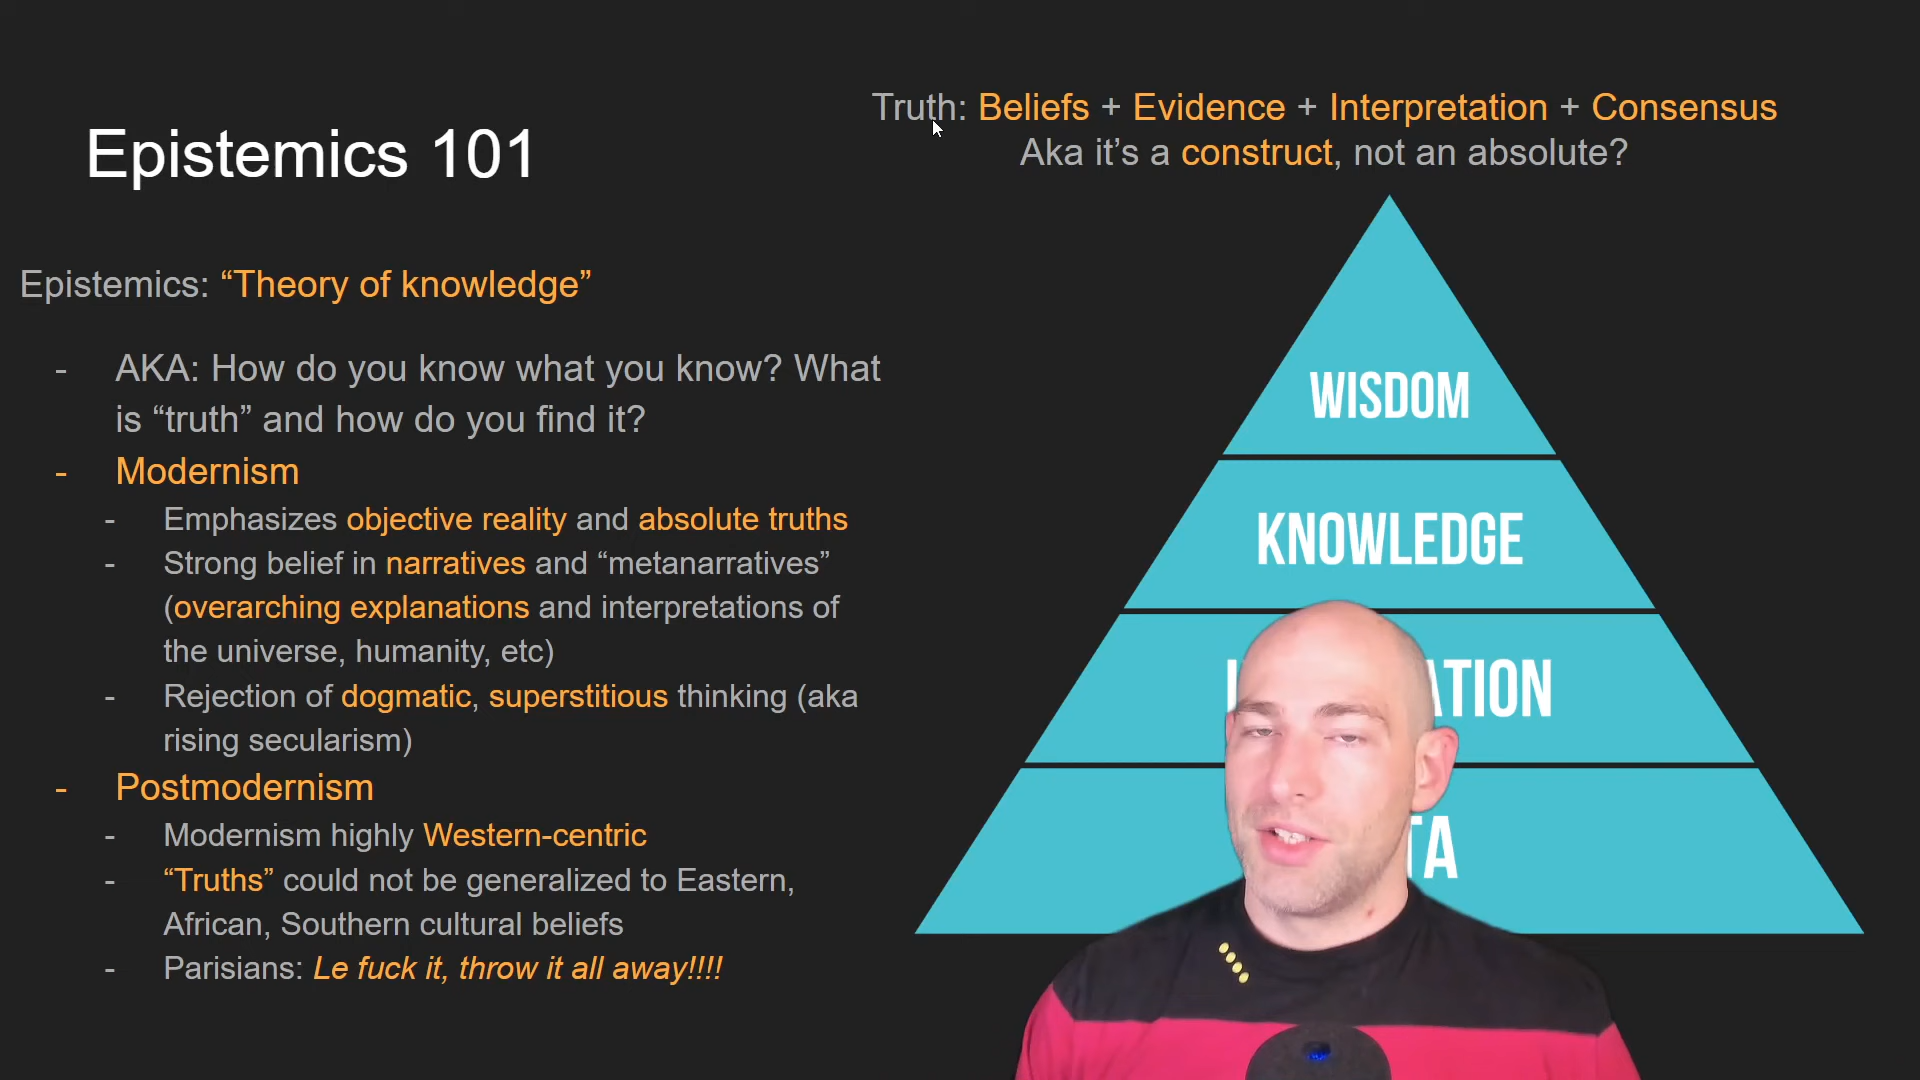 Truth: Beliefs + Evidence + Interpretation + Consensus
Aka it’s a construct, not an absolute?
Epistemics 101
Epistemics: “Theory of knowledge”
- AKA: How do you know what you know? What
is “truth” and how do you find it?
- Modernism
- Emphasizes objective reality and absolute truths
- Strong belief in narratives and “metanarratives”
(overarching explanations and interpretations of
the universe, humanity, etc)
- Rejection of dogmatic, superstitious thinking (aka
rising secularism)
- Postmodernism
- Modernism highly Western-centric
- “Truths” could not be generalized to Eastern,
African, Southern cultural beliefs
- Parisians: Le fuck it, throw it all away!!!!
WISDOM
KNOWLEDGE